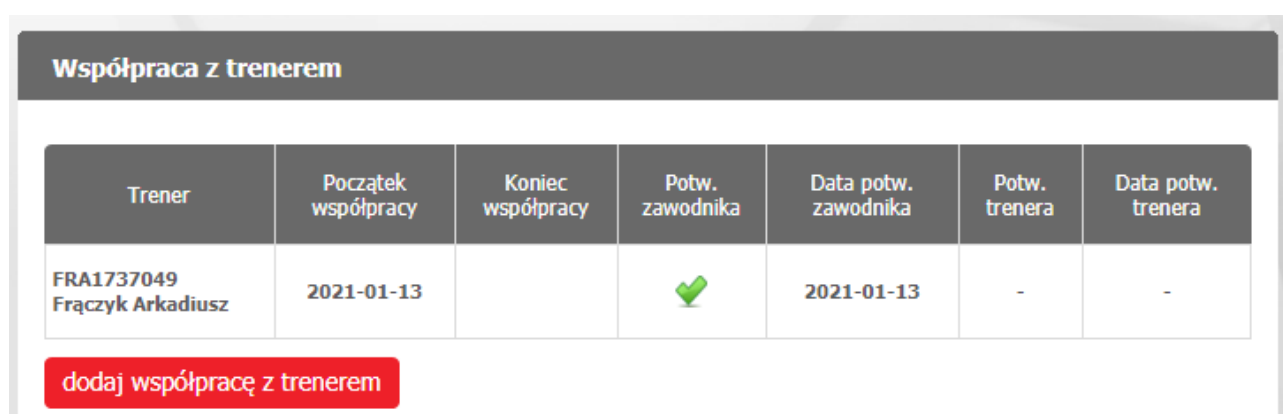 Współpraca z trenerem
Trener
Początek
współpracy
Koniec
współpracy
Potw.
zawodnika
Data potw.
zawodnika
Potw.
trenera
Data potw.
trenera
FRA1737049
Frączyk Arkadiusz
2021-01-13
2021-01-13
-
-
dodaj współpracę z trenerem